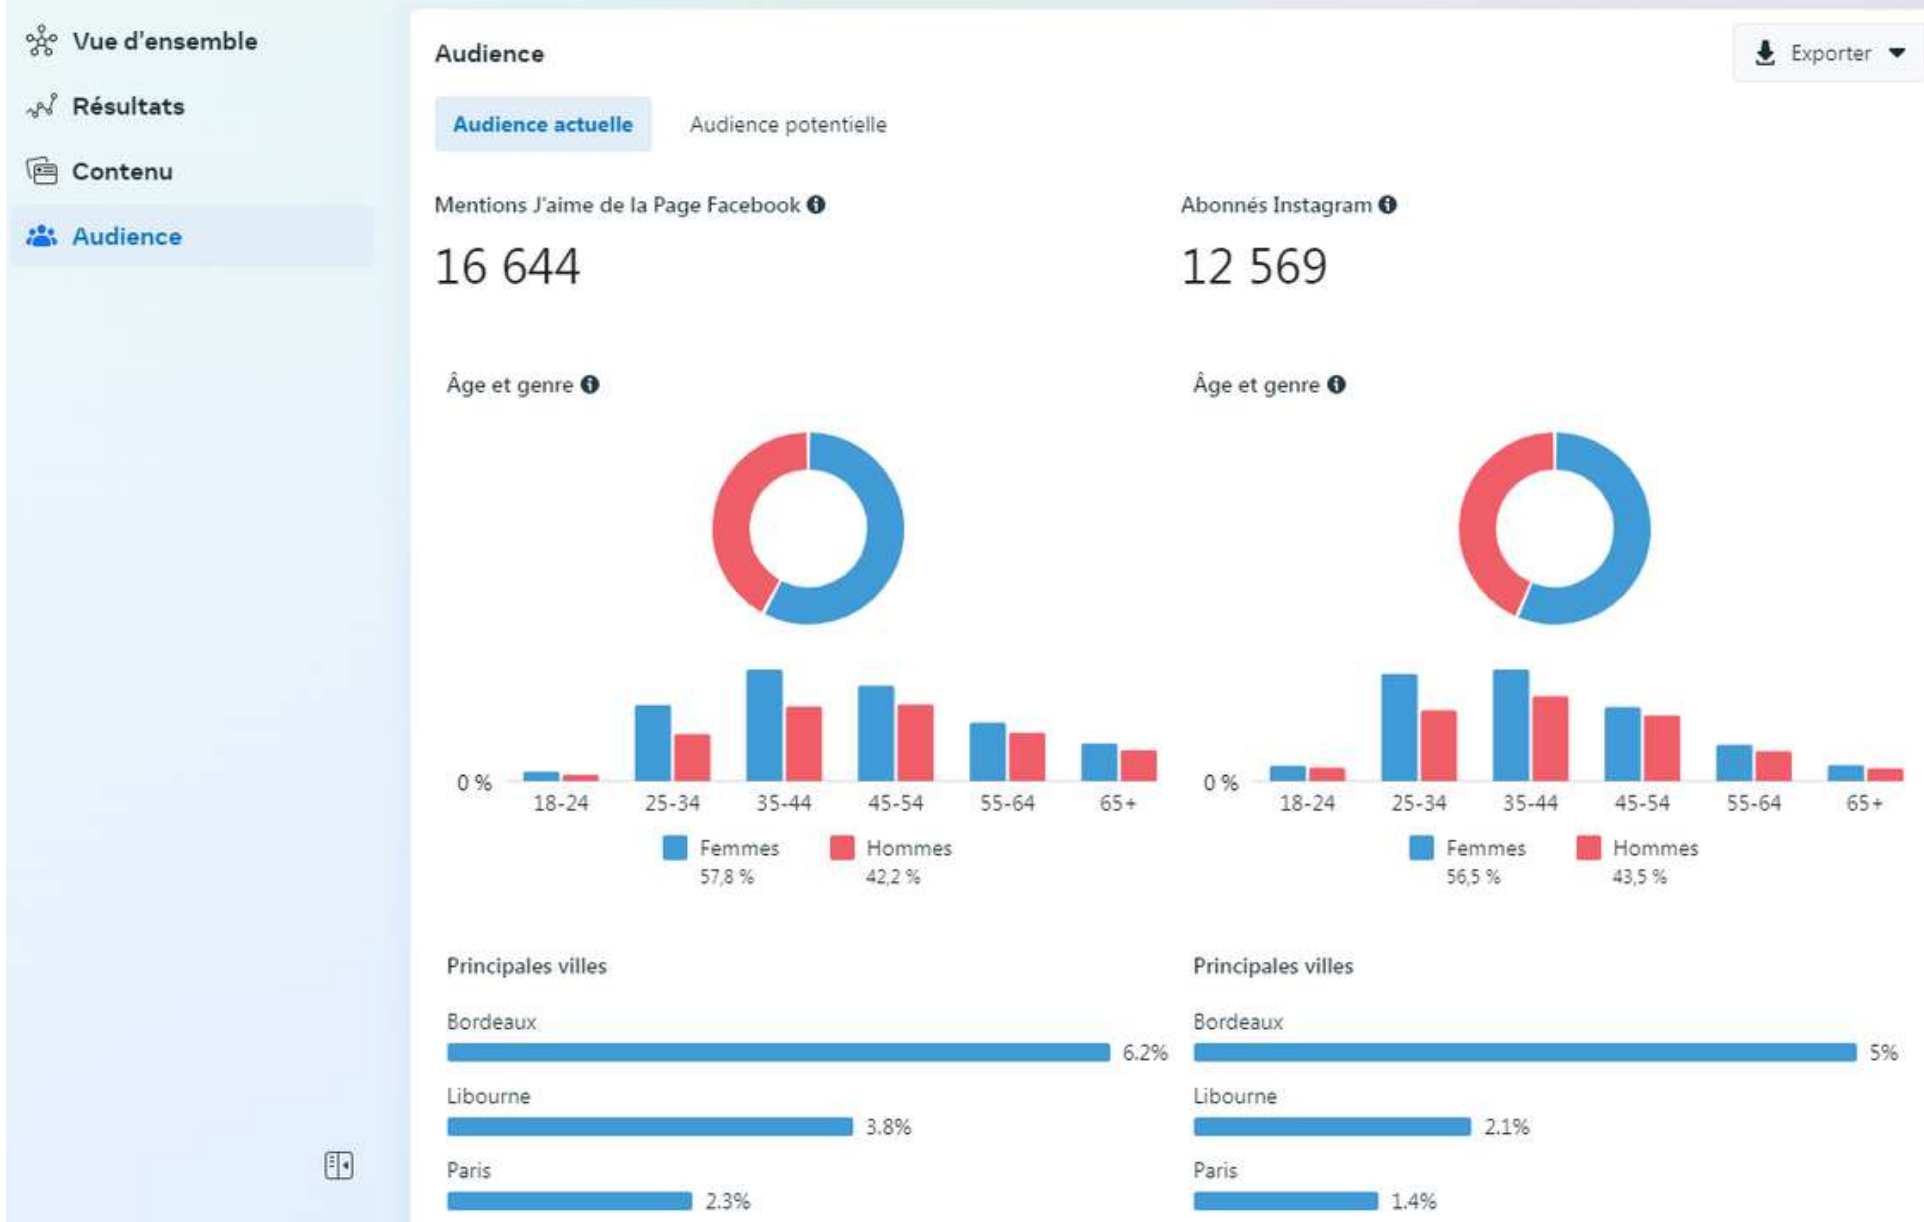 Vue d'ensemble
Résultats
Contenu
Audience
Audience
Exporter
Audience actuelle
Audience potentielle
Mentions J'aime de la Page Facebook
16 644
Âge et genre
0 %
18-24 25-34 35-44 45-54 55-64 65+
Femmes Hommes
57,8 % 42,2 %
Principales villes
Bordeaux
6.2%
Libourne
3.8%
Paris
2.3%
Abonnés Instagram
12 569
Âge et genre
0 %
18-24 25-34 35-44 45-54 55-64 65+
Femmes Hommes
56,5 % 43,5 %
Principales villes
Bordeaux
5%
Libourne
2.1%
Paris
1.4%